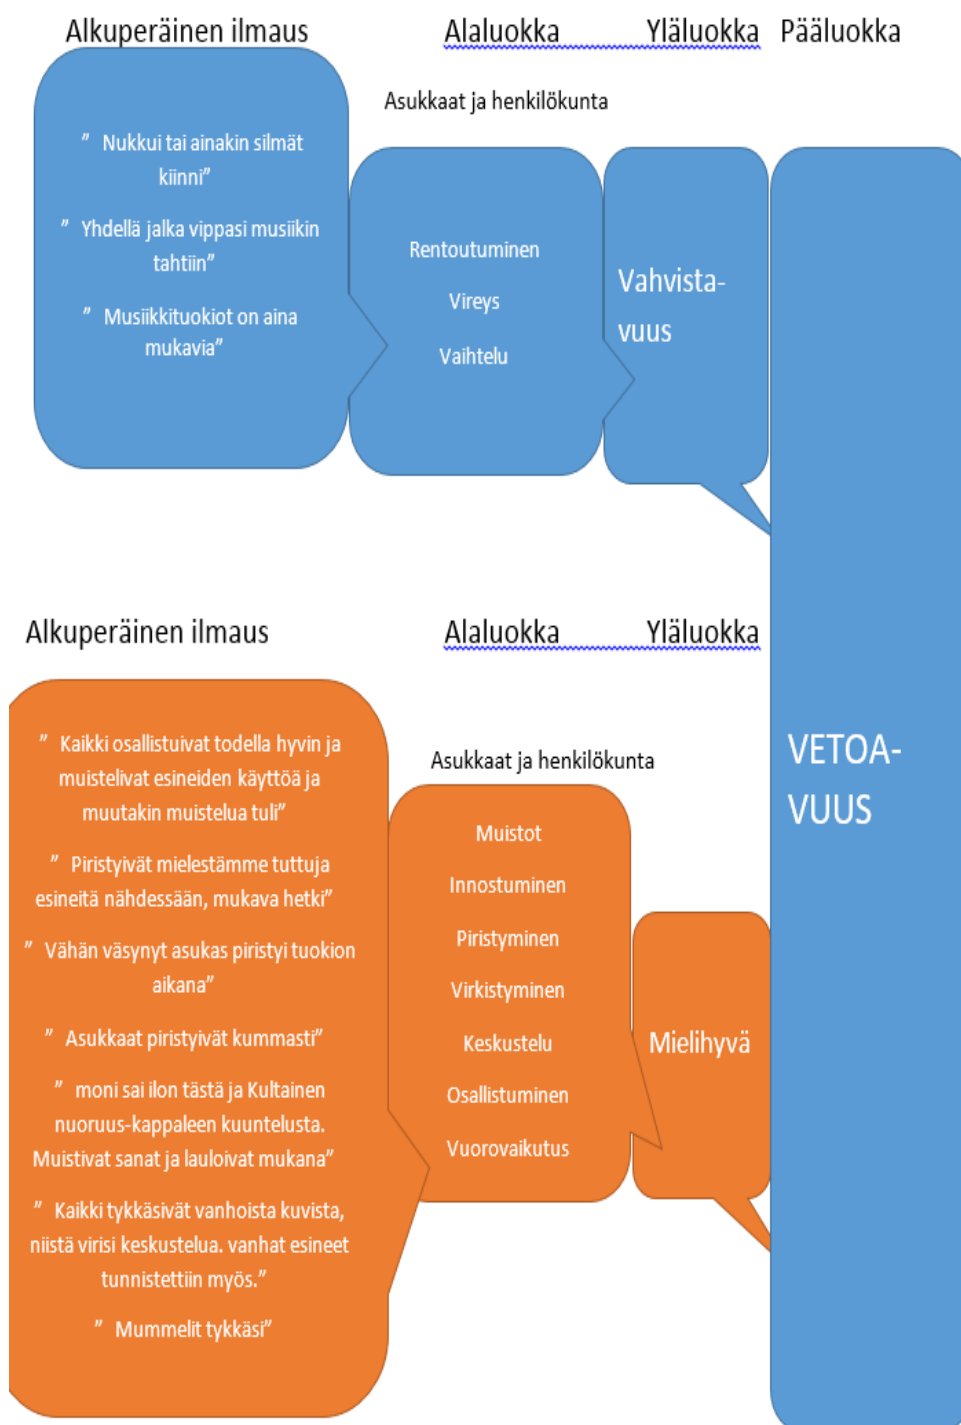 Alkuperäinen ilmaus
Alaluokka
Yläluokka
Pääluokka
Asukkaat ja henkilökunta
” Nukkui tai ainakin silmät
kiinni”
” Yhdellä jalka vippasi musiikin
tahtiin”
” Musiikkituokiot on aina
mukavia”
Rentoutuminen
Vireys
Vaihtelu
Vahvista-
vuus
Alkuperäinen ilmaus
Alaluokka
Yläluokka
” Kaikki osallistuivat todella hyvin ja
muistelivat esineiden käyttöä ja
muutakin muistelua tuli”
” Piristyivät mielestämme tuttuja
esineitä nähdessään, mukava hetki”
” Vähän väsynyt asukas piristyi tuokion
aikana”
” Asukkaat piristyivät kummasti”
” moni sai ilon tästä ja Kultainen
nuoruus-kappaleen kuuntelusta.
Muistivat sanat ja lauloivat mukana”
” Kaikki tykkäsivät vanhoista kuvista,
niistä virisi keskustelua. vanhat esineet
tunnistettiin myös.”
” Mummelit tykkäsi”
Asukkaat ja henkilökunta
Muistot
Innostuminen
Piristyminen
Virkistyminen
Keskustelu
Osallistuminen
Vuorovaikutus
Mielihyvä
VETOA-
VUUS